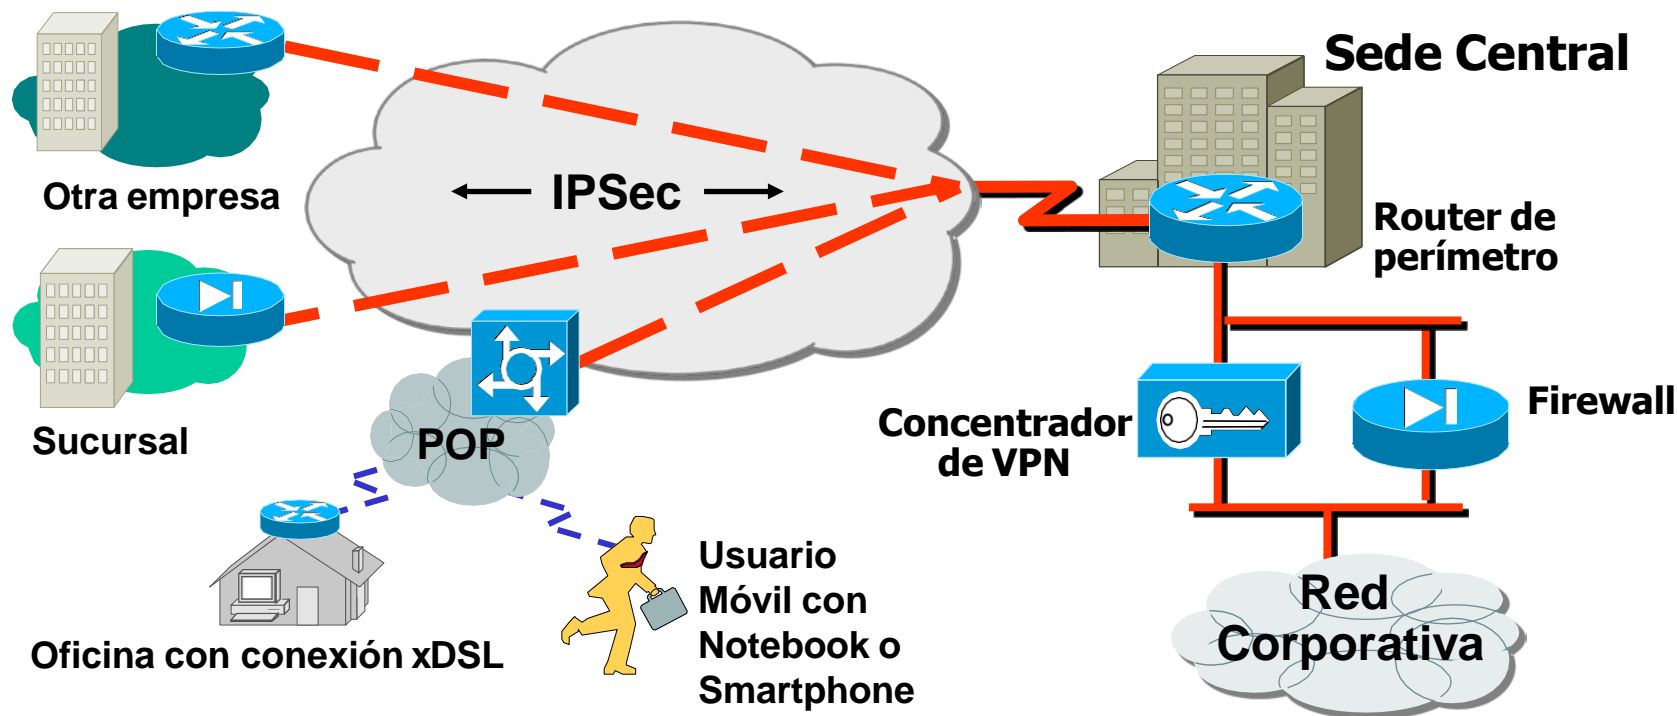 Sede Central
Otra empresa
IPSec
Router de
perímetro
Sucursal
POP
Concentrador
de VPN
Firewall
Oficina con conexión xDSL
Usuario
Móvil con
Notebook o
Smartphone
Red
Corporativa